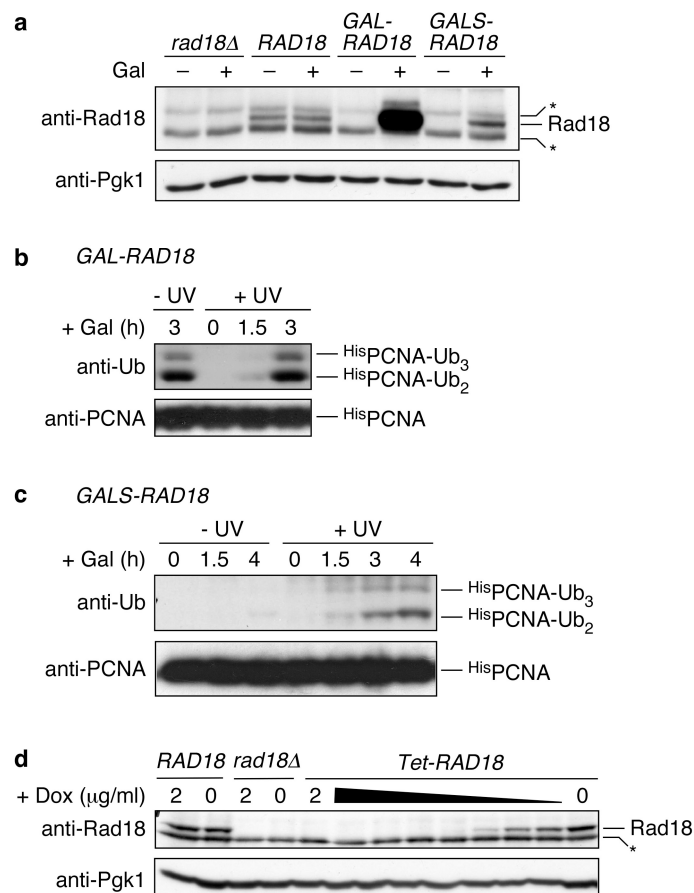 a
rad18Δ RAD18 GAL-RAD18 GALS-RAD18
Gal – + – + – + – +
anti-Rad18
*
Rad18
*
anti-Pgk1
b GAL-RAD18
- UV + UV
+ Gal (h) 3 0 1.5 3
anti-Ub
HisPCNA-Ub3
HisPCNA-Ub2
anti-PCNA HisPCNA
c GALS-RAD18
- UV + UV
+ Gal (h) 0 1.5 4 0 1.5 3 4
anti-Ub
HisPCNA-Ub3
HisPCNA-Ub2
anti-PCNA HisPCNA
d
RAD18 rad18Δ Tet-RAD18
+ Dox (μg/ml) 2 0 2 0 2 0
anti-Rad18 Rad18
*
anti-Pgk1